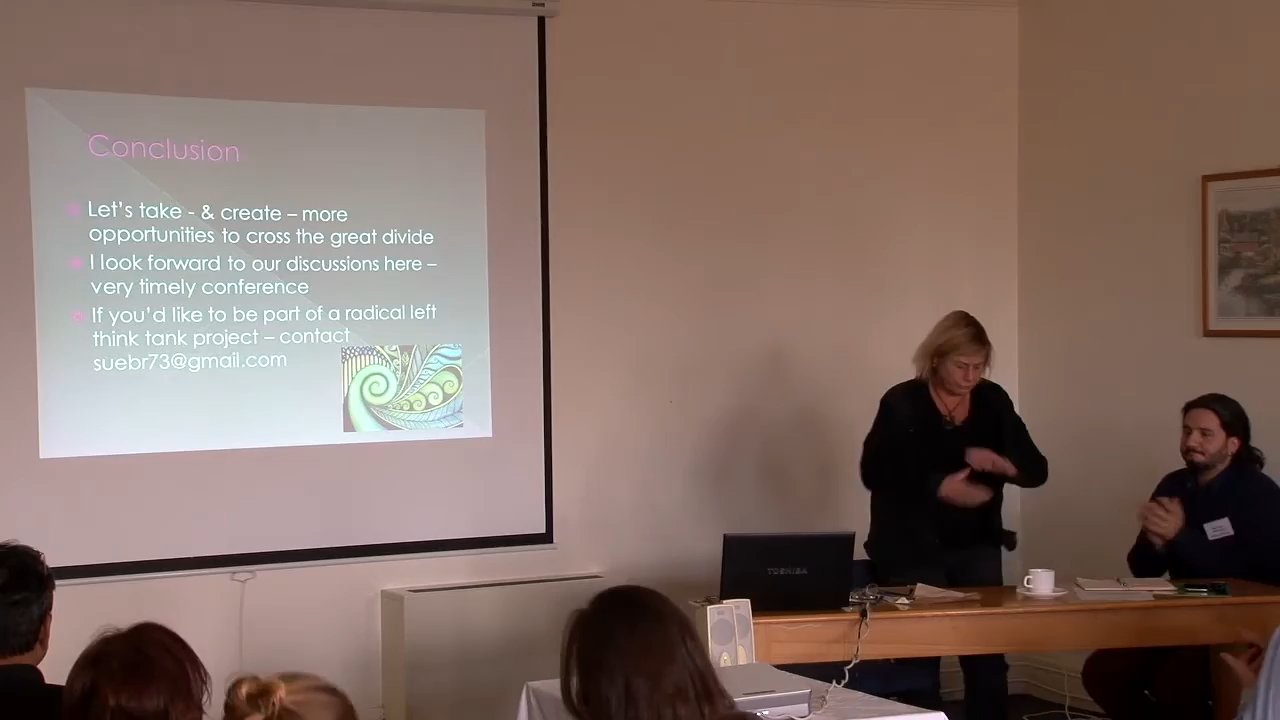 Conclusion
Let's take - & create – more
opportunities to cross the great divide
I look forward to our discussions here –
very timely conference
If you'd like to be part of a radical left
think tank project – contact
suebr73@gmail.com
TOSHIBA